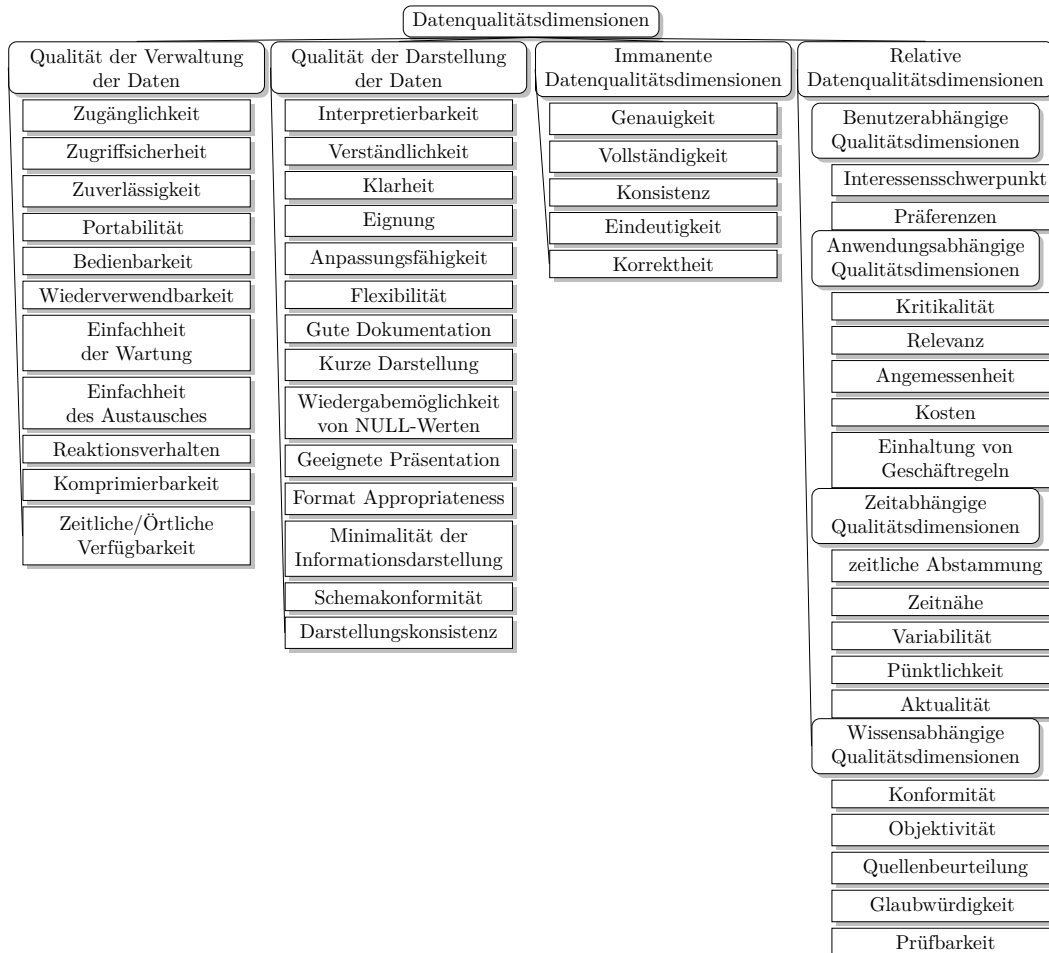 Datenqualitätsdimensionen
Qualität der Verwaltung
der Daten
Zugänglichkeit
Zugriffsicherheit
Zuverlässigkeit
Portabilität
Bedienbarkeit
Wiederverwendbarkeit
Einfachheit
der Wartung
Einfachheit
des Austausches
Reaktionsverhalten
Komprimierbarkeit
Zeitliche/Örtliche
Verfügbarkeit
Qualität der Darstellung
der Daten
Interpretierbarkeit
Verständlichkeit
Klarheit
Eignung
Anpassungsfähigkeit
Flexibilität
Gute Dokumentation
Kurze Darstellung
Wiedergabemöglichkeit
von NULL-Werten
Geeignete Präsentation
Format Appropriateness
Minimalität der
Informationsdarstellung
Schemakonformität
Darstellungskonsistenz
Immanente
Datenqualitätsdimensionen
Genauigkeit
Vollständigkeit
Konsistenz
Eindeutigkeit
Korrektheit
Relative
Datenqualitätsdimensionen
Benutzerabhängige
Qualitätsdimensionen
Interessensschwerpunkt
Präferenzen
Anwendungsabhängige
Qualitätsdimensionen
Kritikalität
Relevanz
Angemessenheit
Kosten
Einhaltung von
Geschäftregeln
Zeitabhängige
Qualitätsdimensionen
zeitliche Abstammung
Zeitnähe
Variabilität
Pünktlichkeit
Aktualität
Wissensabhängige
Qualitätsdimensionen
Konformität
Objektivität
Quellenbeurteilung
Glaubwürdigkeit
Prüfbarkeit